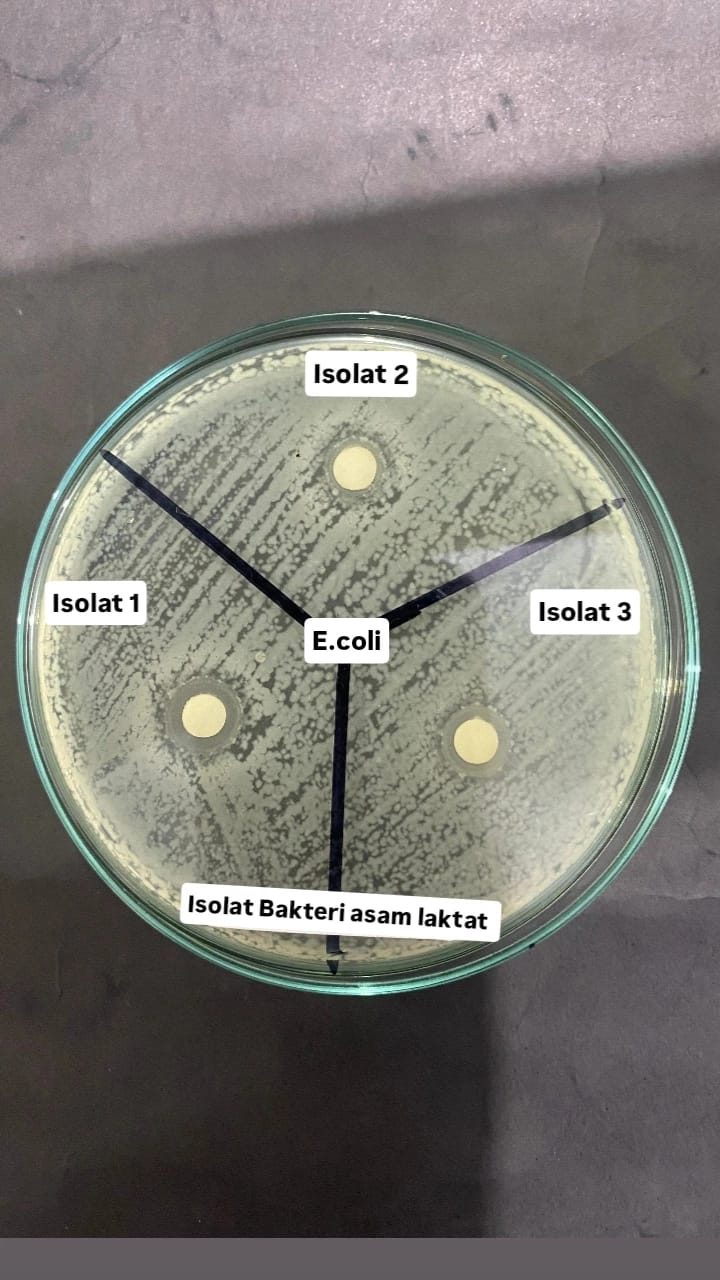 Isolat 2
Isolat 1
Isolat 3
E.coli
Isolat Bakteri asam laktat